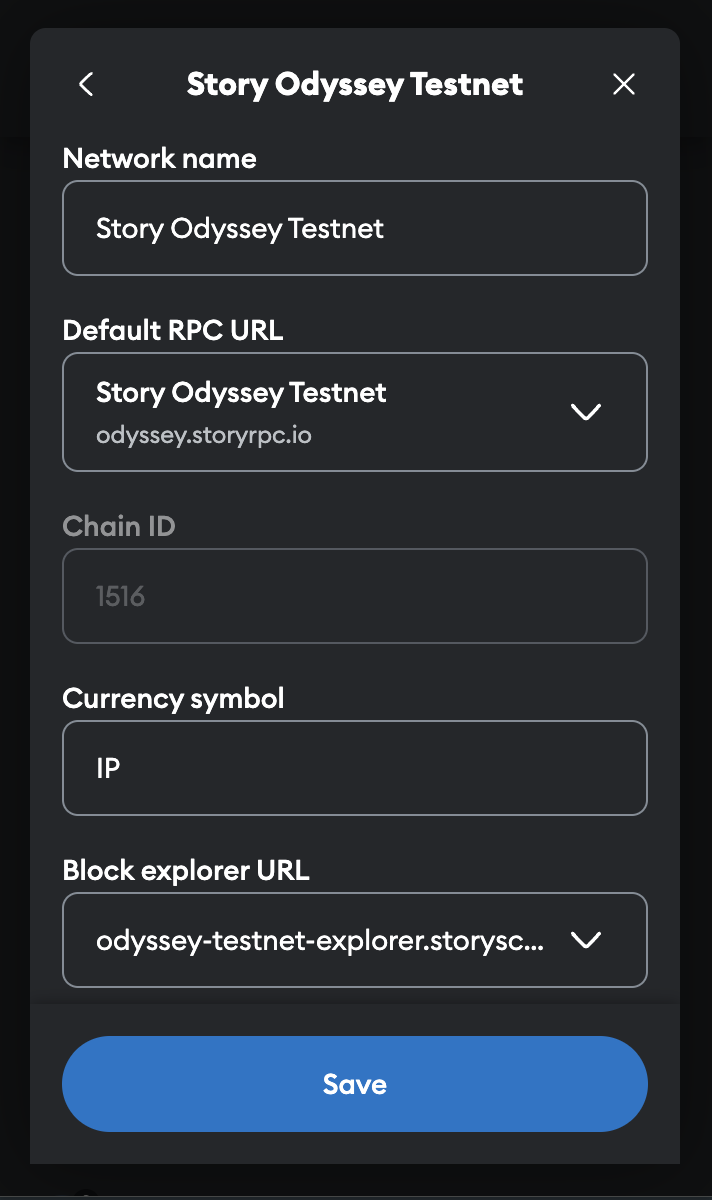 Story Odyssey Testnet
Network name
Story Odyssey Testnet
Default RPC URL
Story Odyssey Testnet
odyssey.storyrpc.io
Chain ID
1516
Currency symbol
IP
Block explorer URL
odyssey-testnet-explorer.storysc...
Save